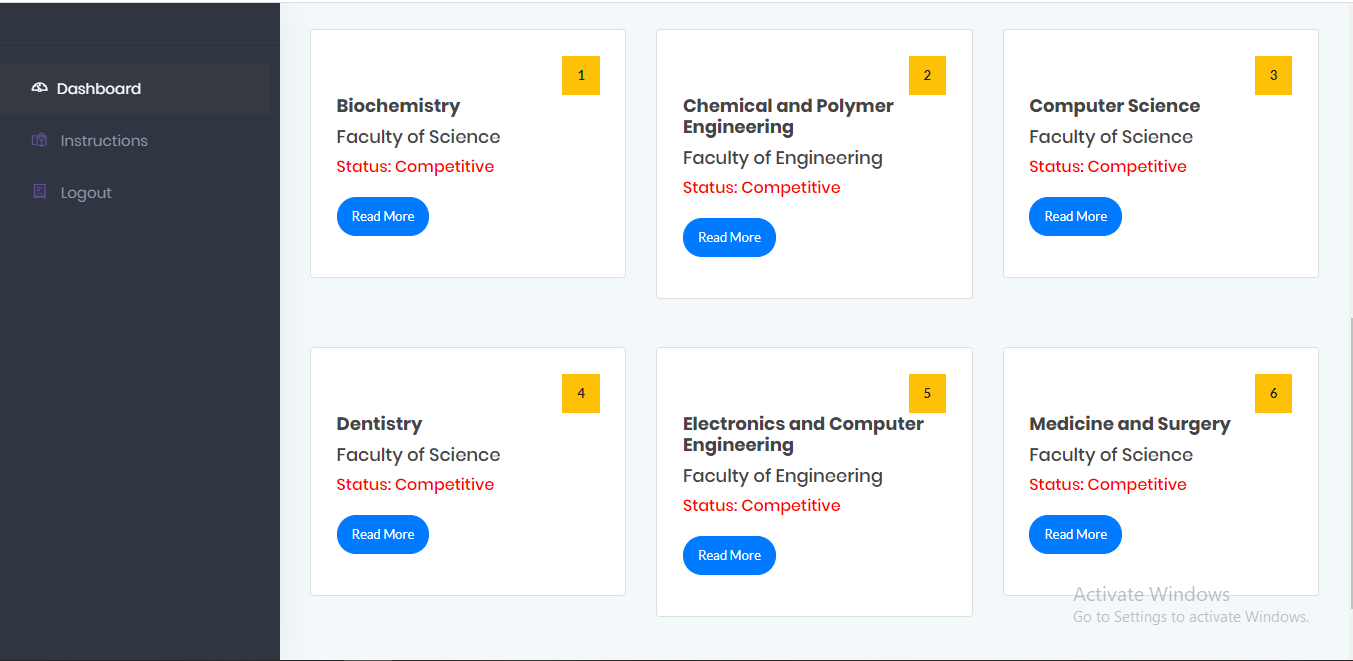 Dashboard
Instructions
Logout
1
Biochemistry
Faculty of Science
Status: Competitive
Read More
2
Chemical and Polymer
Engineering
Faculty of Engineering
Status: Competitive
Read More
3
Computer Science
Faculty of Science
Status: Competitive
Read More
4
Dentistry
Faculty of Science
Status: Competitive
Read More
5
Electronics and Computer
Engineering
Faculty of Engineering
Status: Competitive
Read More
6
Medicine and Surgery
Faculty of Science
Status: Competitive
Read More
Activate Windows
Go to Settings to activate Windows.